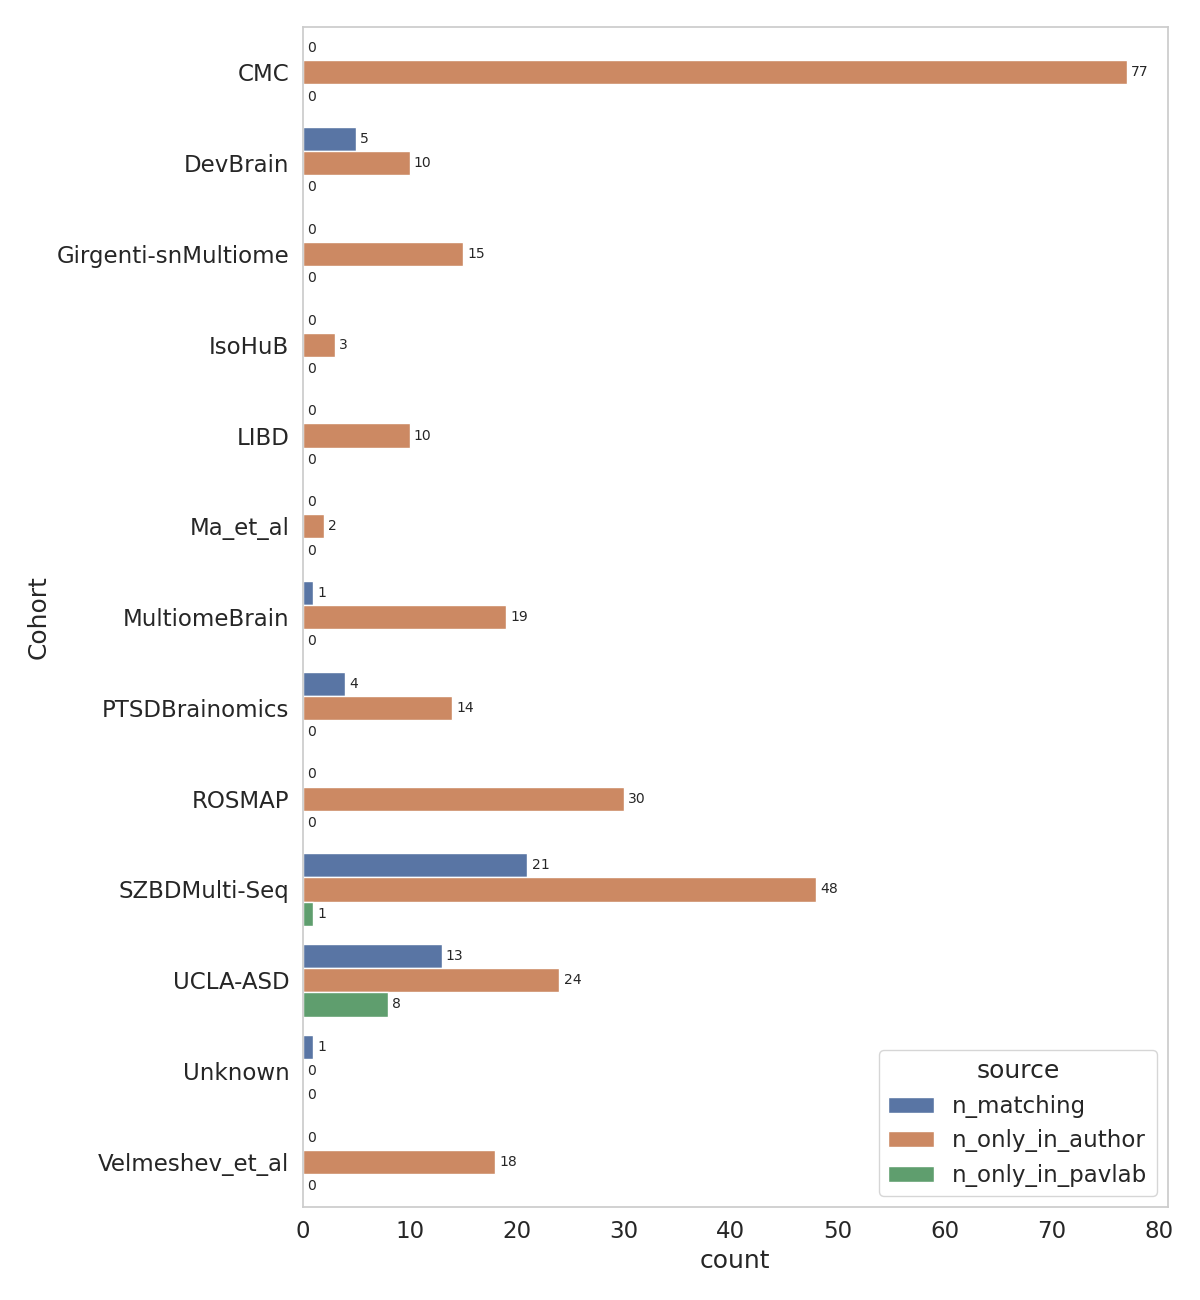 0
CMC 77
0
5
DevBrain 10
0
0
Girgenti-snMultiome 15
0
0
IsoHuB 3
0
0
LIBD 10
0
0
Ma_et_al 2
0
1
MultiomeBrain 19
0
4
PTSDBrainomics 14
0
0
ROSMAP 30
0
21
SZBDMulti-Seq 48
1
13
UCLA-ASD 24
8
1
Unknown 0
0
0
Velmeshev_et_al 18
0
Cohort
source
n_matching
n_only_in_author
n_only_in_pavlab
0 10 20 30 40 50 60 70 80
count